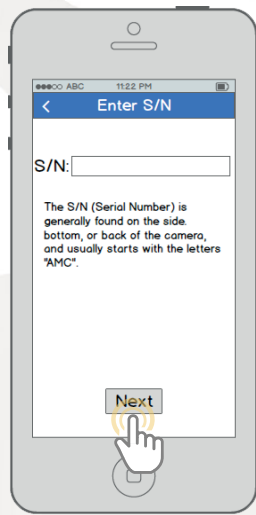 ABC 11:22 PM
< Enter S/N
S/N:
The S/N (Serial Number) is
generally found on the side.
bottom, or back of the camera,
and usually starts with the letters
"AMC".
Next